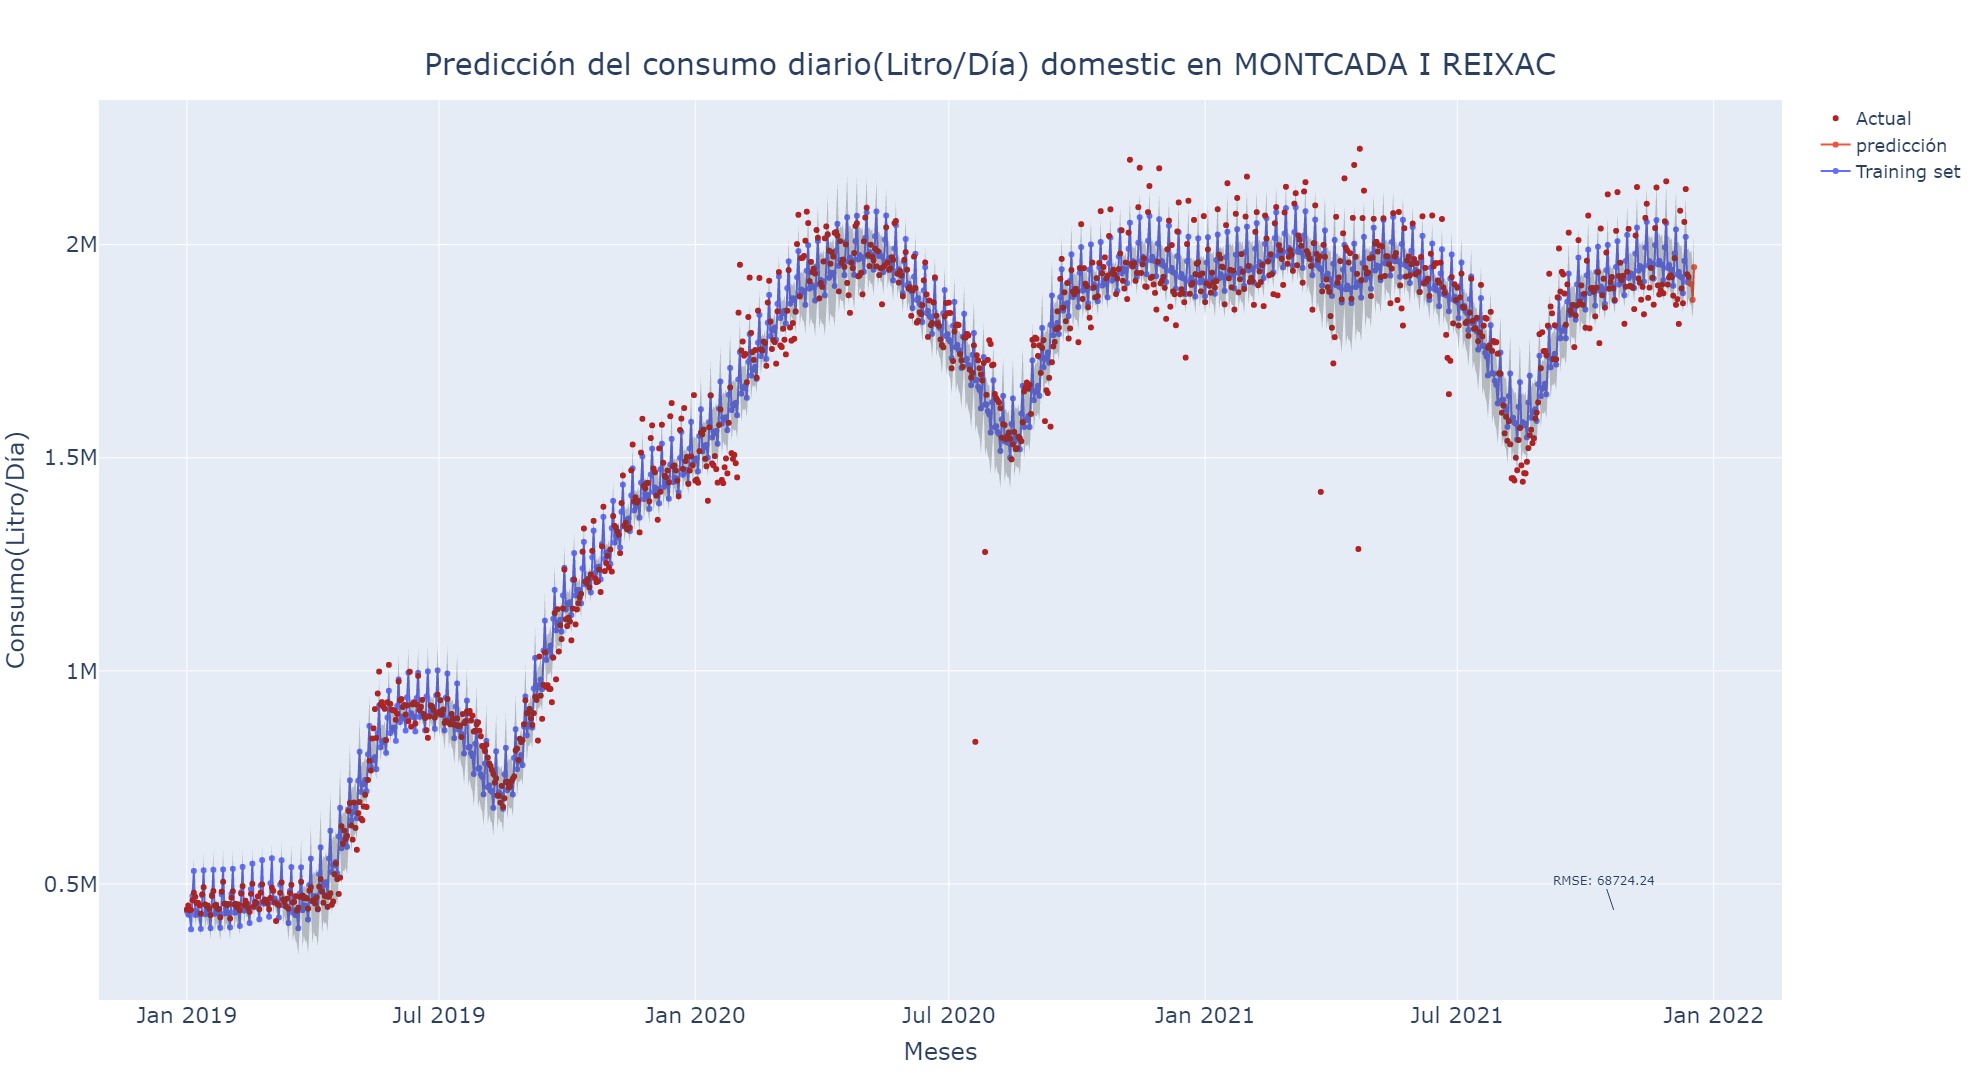 Predicción del consumo diario(Litro/Día) domestic en MONTCADA I REIXAC
Actual
predicción
Training set
Consumo(Litro/Día)
2M
1.5M
1M
0.5M
RMSE: 68724.24
Jan 2019
Jul 2019
Jan 2020
Jul 2020
Jan 2021
Jul 2021
Jan 2022
Meses